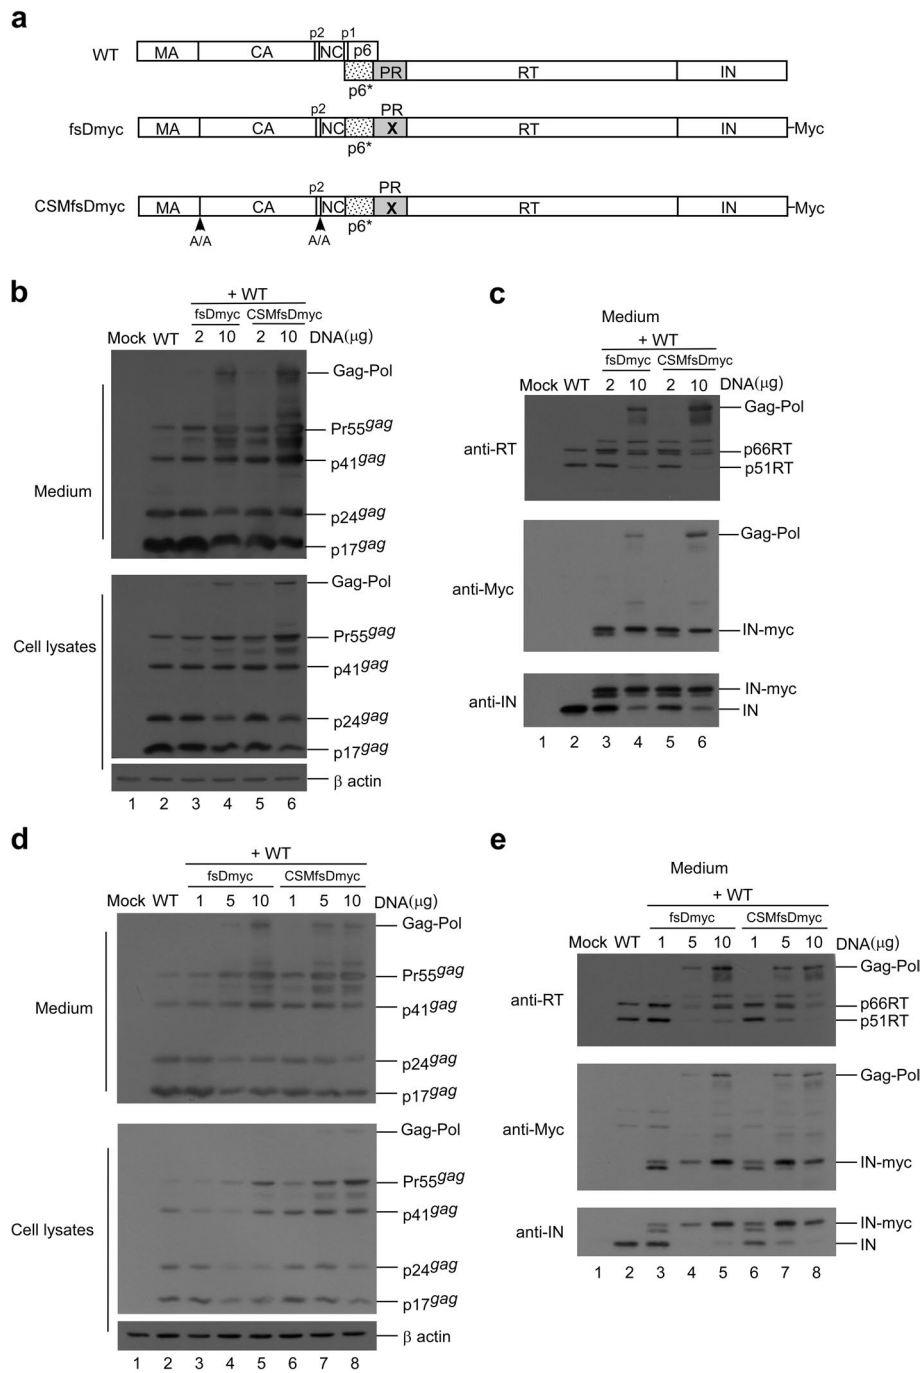 a
p2 p1
WT MA CA NC p6
PR RT IN
p6*
p2 PR
fsDmyc MA CA NC X RT IN Myc
p6*
p2 PR
CSMfsDmyc MA CA NC X RT IN Myc
p6*
A/A A/A
b
+ WT
fsDmyc CSMfsDmyc
Mock WT 2 10 2 10 DNA(μg)
Gag-Pol
Pr55gag
p41gag
Medium
p24gag
p17gag
Gag-Pol
Pr55gag
Cell lysates
p41gag
p24gag
p17gag
β actin
1 2 3 4 5 6
c
Medium
+ WT
fsDmyc CSMfsDmyc
Mock WT 2 10 2 10 DNA(μg)
Gag-Pol
anti-RT
p66RT
p51RT
Gag-Pol
anti-Myc
IN-myc
IN-myc
anti-IN
IN
1 2 3 4 5 6
d
+ WT
fsDmyc CSMfsDmyc
Mock WT 1 5 10 1 5 10 DNA(μg)
Gag-Pol
Pr55gag
Medium
p41gag
p24gag
p17gag
Gag-Pol
Pr55gag
p41gag
Cell lysates
p24gag
p17gag
β actin
1 2 3 4 5 6 7 8
e
Medium
+ WT
fsDmyc CSMfsDmyc
Mock WT 1 5 10 1 5 10 DNA(μg)
Gag-Pol
anti-RT
p66RT
p51RT
Gag-Pol
anti-Myc
IN-myc
IN-myc
anti-IN
IN
1 2 3 4 5 6 7 8